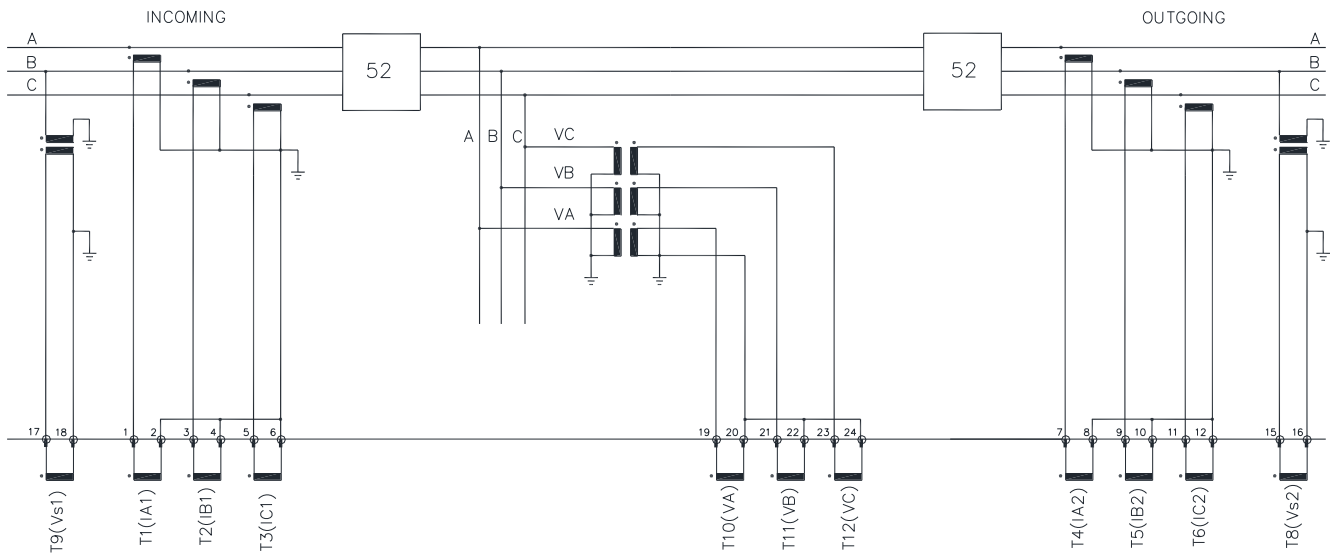 INCOMING
OUTGOING
A
A
B
B
C
C
52
52
A B C
VC
VB
VA
17 18 1 2 3 4 5 6 19 20 21 22 23 24 7 8 9 10 11 12 15 16
T9(Vs1)
T1(IA1)
T2(IB1)
T3(IC1)
T10(VA)
T11(VB)
T12(VC)
T4(IA2)
T5(IB2)
T6(IC2)
T8(Vs2)